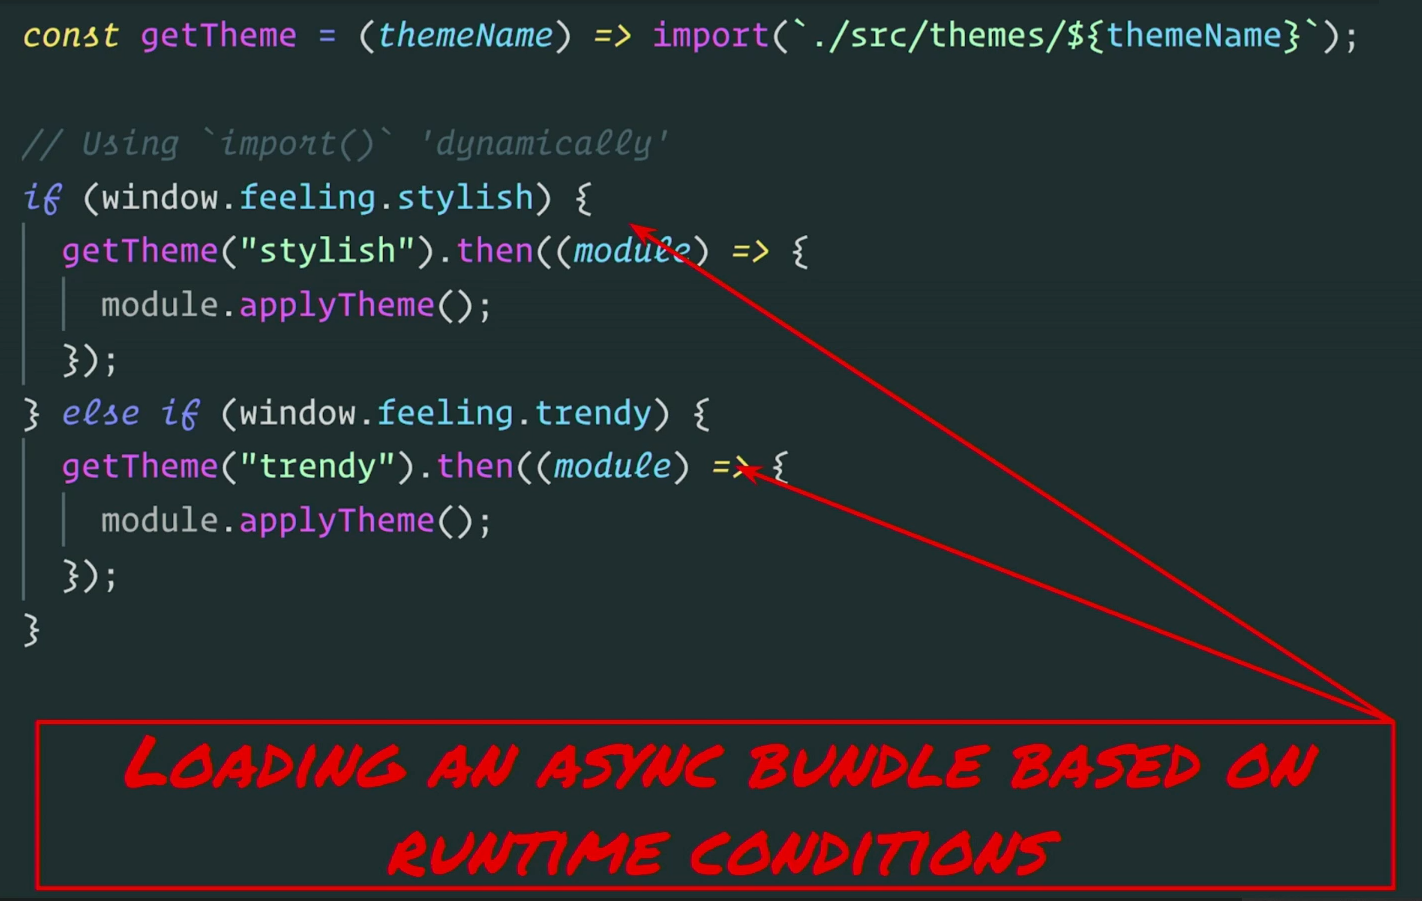 const getTheme = (themeName) => import(`./src/themes/${themeName}`);
// Using `import()` 'dynamically'
if (window.feeling.stylish) {
getTheme("stylish").then((module) => {
module.applyTheme();
});
} else if (window.feeling.trendy) {
getTheme("trendy").then((module) => {
module.applyTheme();
});
}
LOADING AN ASYNC BUNDLE BASED ON
RUNTIME CONDITIONS